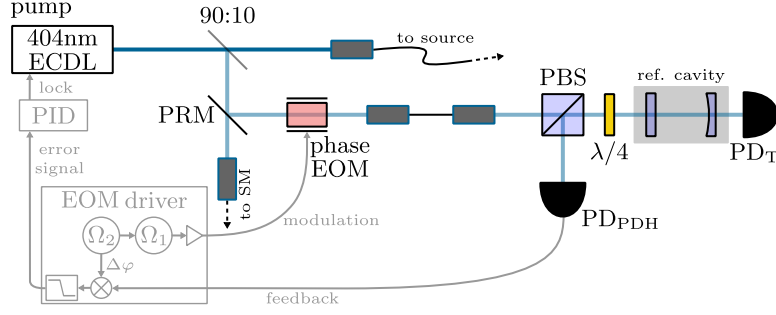 pump
404nm
ECDL
90:10
to source
lock
PID
PRM
phase
EOM
PBS
ref. cavity
λ/4
PD_T
error
signal
to SM
EOM driver
Ω₂
Ω₁
Δφ
modulation
PD_PDH
feedback